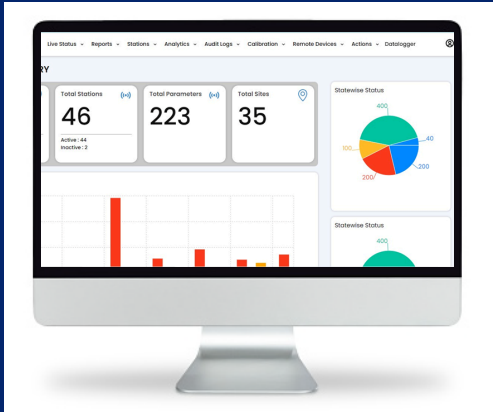 Live Status Reports Stations Analytics Audit Logs Calibration Remote Devices Actions Datalogger
RY
Total Stations
46
Active : 44
Inactive : 2
Total Parameters
223
Total Sites
35
Statewise Status
400
40
100
200
200
Statewise Status
400